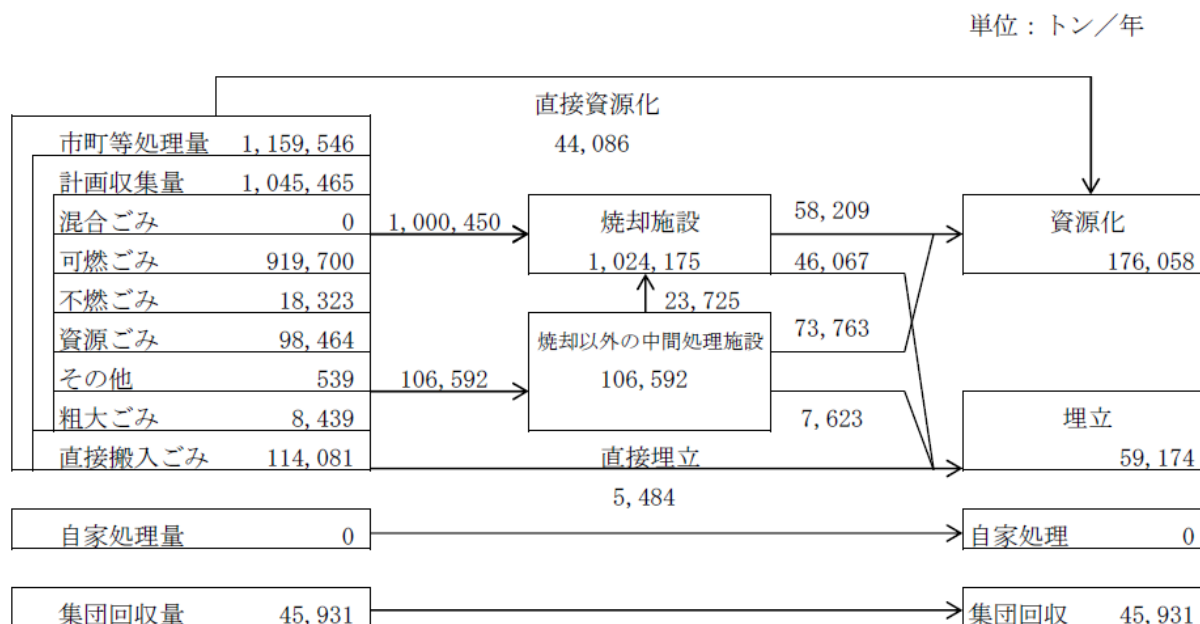 単位：トン／年
直接資源化
44,086
市町等処理量 1,159,546
計画収集量 1,045,465
混合ごみ 0
可燃ごみ 919,700
不燃ごみ 18,323
資源ごみ 98,464
その他 539
粗大ごみ 8,439
直接搬入ごみ 114,081
1,000,450
106,592
焼却施設
1,024,175
23,725
焼却以外の中間処理施設
106,592
58,209
46,067
73,763
7,623
直接埋立
5,484
資源化
176,058
埋立
59,174
自家処理量 0
自家処理 0
集団回収量 45,931
集団回収 45,931